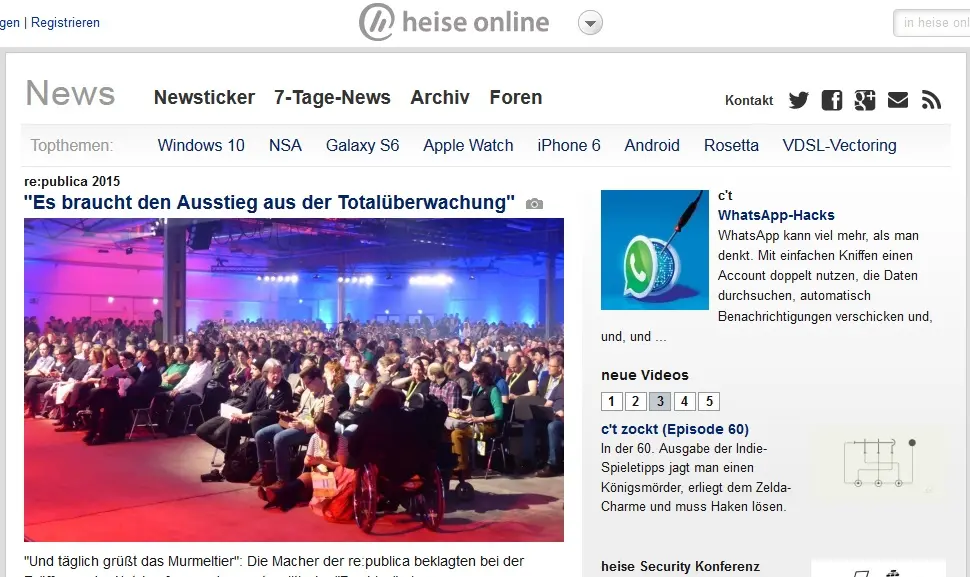 gen | Registrieren
heise online
in heise onl
News
Newsticker 7-Tage-News Archiv Foren
Kontakt
Topthemen: Windows 10 NSA Galaxy S6 Apple Watch iPhone 6 Android Rosetta VDSL-Vectoring
re:publica 2015
"Es braucht den Ausstieg aus der Totalüberwachung"
"Und täglich grüßt das Murmeltier": Die Macher der re:publica beklagten bei der
c't
WhatsApp-Hacks
WhatsApp kann viel mehr, als man
denkt. Mit einfachen Kniffen einen
Account doppelt nutzen, die Daten
durchsuchen, automatisch
Benachrichtigungen verschicken und,
und, und ...
neue Videos
1 2 3 4 5
c't zockt (Episode 60)
In der 60. Ausgabe der Indie-
Spieletipps jagt man einen
Königsmörder, erliegt dem Zelda-
Charme und muss Haken lösen.
heise Security Konferenz